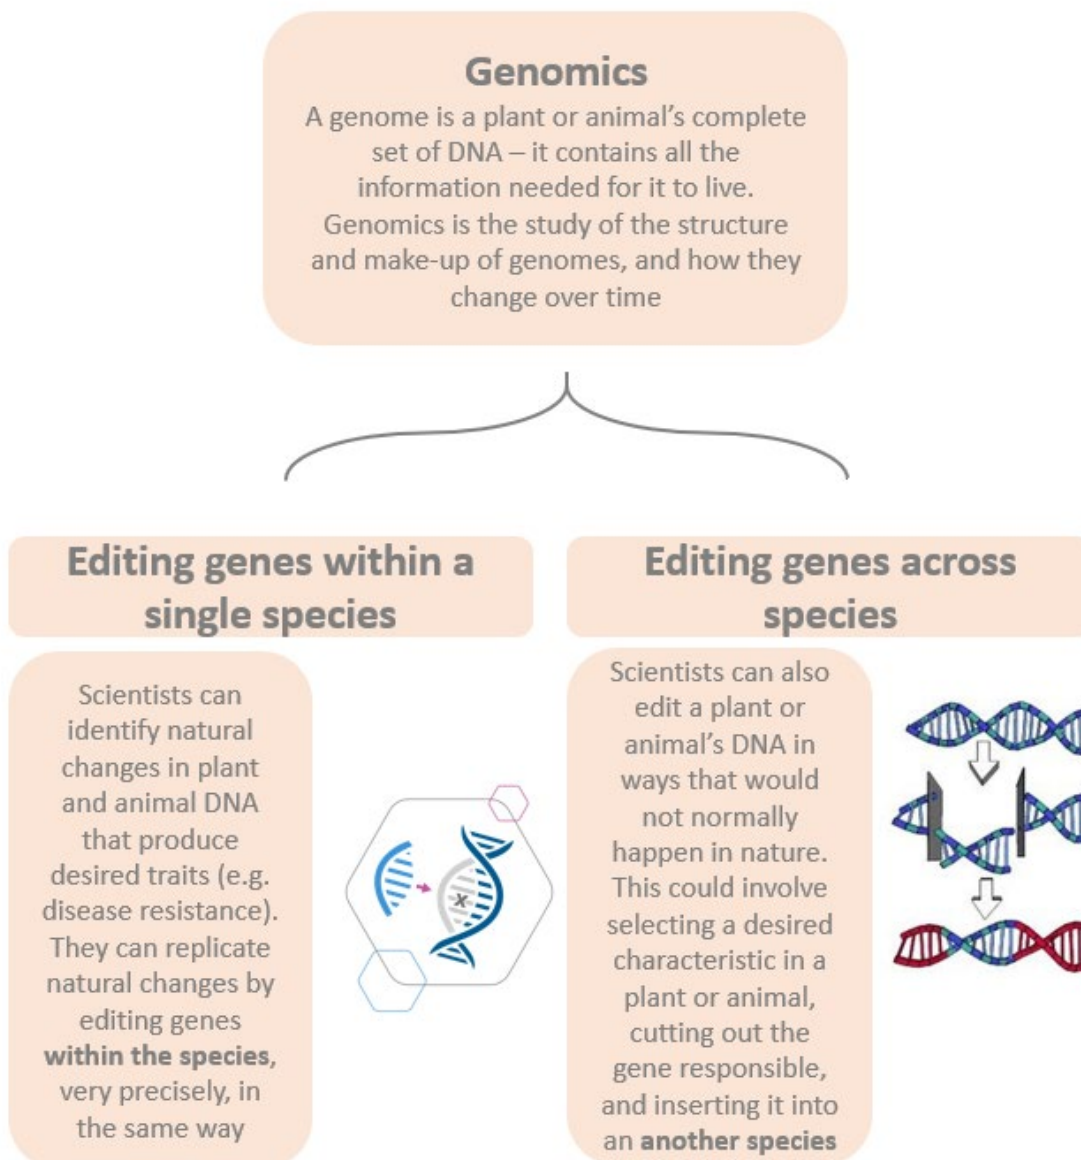 Genomics
A genome is a plant or animal’s complete
set of DNA – it contains all the
information needed for it to live.
Genomics is the study of the structure
and make-up of genomes, and how they
change over time
Editing genes within a
single species
Scientists can
identify natural
changes in plant
and animal DNA
that produce
desired traits (e.g.
disease resistance).
They can replicate
natural changes by
editing genes
within the species,
very precisely, in
the same way
x
Editing genes across
species
Scientists can also
edit a plant or
animal’s DNA in
ways that would
not normally
happen in nature.
This could involve
selecting a desired
characteristic in a
plant or animal,
cutting out the
gene responsible,
and inserting it into
an another species